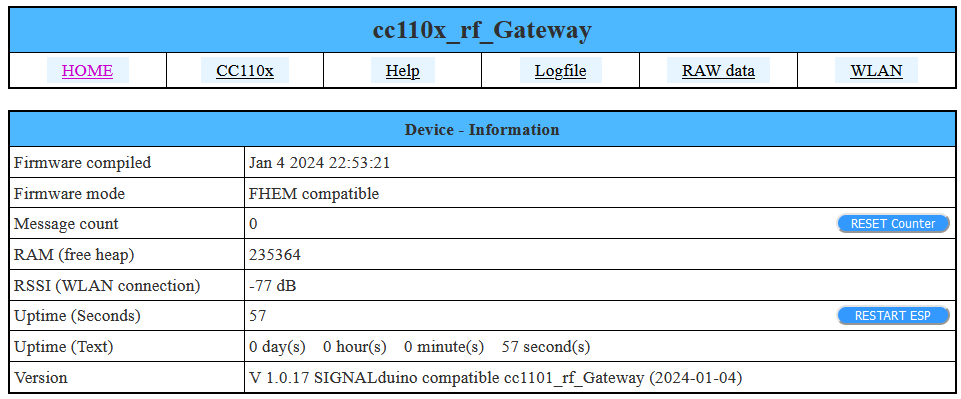 cc110x_rf_Gateway
HOME CC110x Help Logfile RAW data WLAN
Device - Information
Firmware compiled Jan 4 2024 22:53:21
Firmware mode FHEM compatible
Message count 0 RESET Counter
RAM (free heap) 235364
RSSI (WLAN connection) -77 dB
Uptime (Seconds) 57 RESTART ESP
Uptime (Text) 0 day(s) 0 hour(s) 0 minute(s) 57 second(s)
Version V 1.0.17 SIGNALduino compatible cc1101_rf_Gateway (2024-01-04)